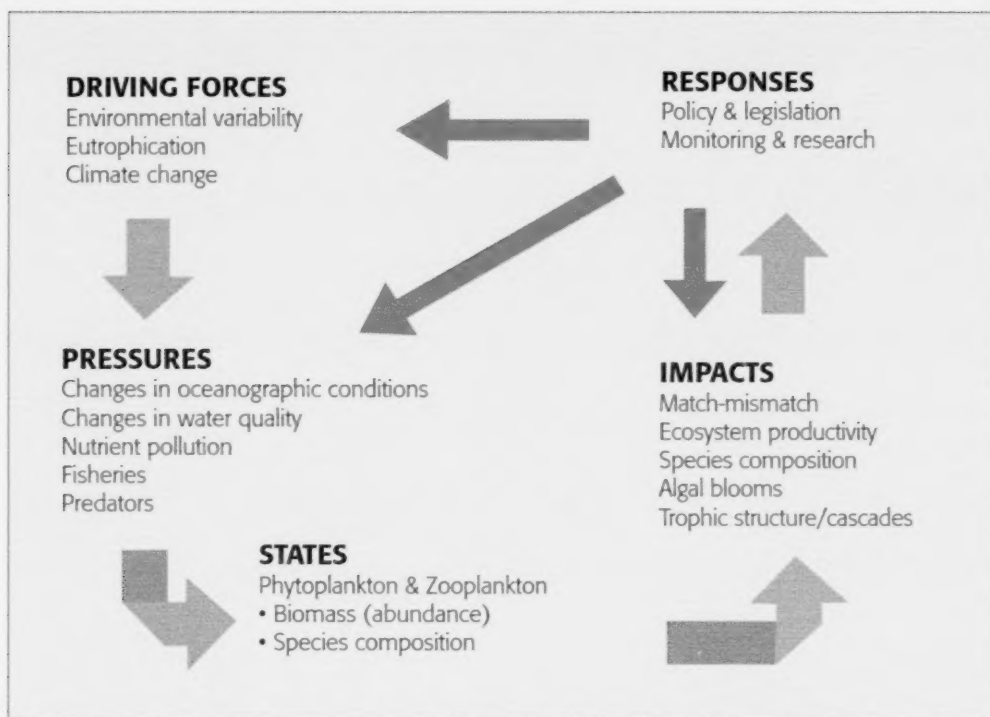 DRIVING FORCES
Environmental variability
Eutrophication
Climate change
RESPONSES
Policy & legislation
Monitoring & research
PRESSURES
Changes in oceanographic conditions
Changes in water quality
Nutrient pollution
Fisheries
Predators
IMPACTS
Match-mismatch
Ecosystem productivity
Species composition
Algal blooms
Trophic structure/cascades
STATES
Phytoplankton & Zooplankton
• Biomass (abundance)
• Species composition